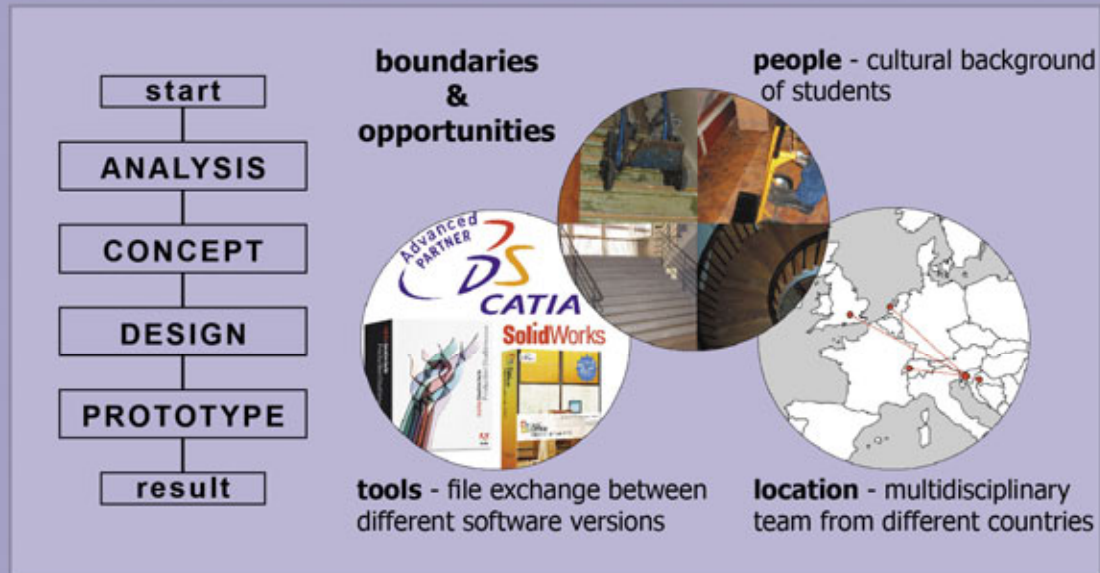 start
ANALYSIS
CONCEPT
DESIGN
PROTOTYPE
result
boundaries
&
opportunities
people - cultural background
of students
Advanced
PARTNER
CATIA
SolidWorks
Office
tools - file exchange between
different software versions
location - multidisciplinary
team from different countries